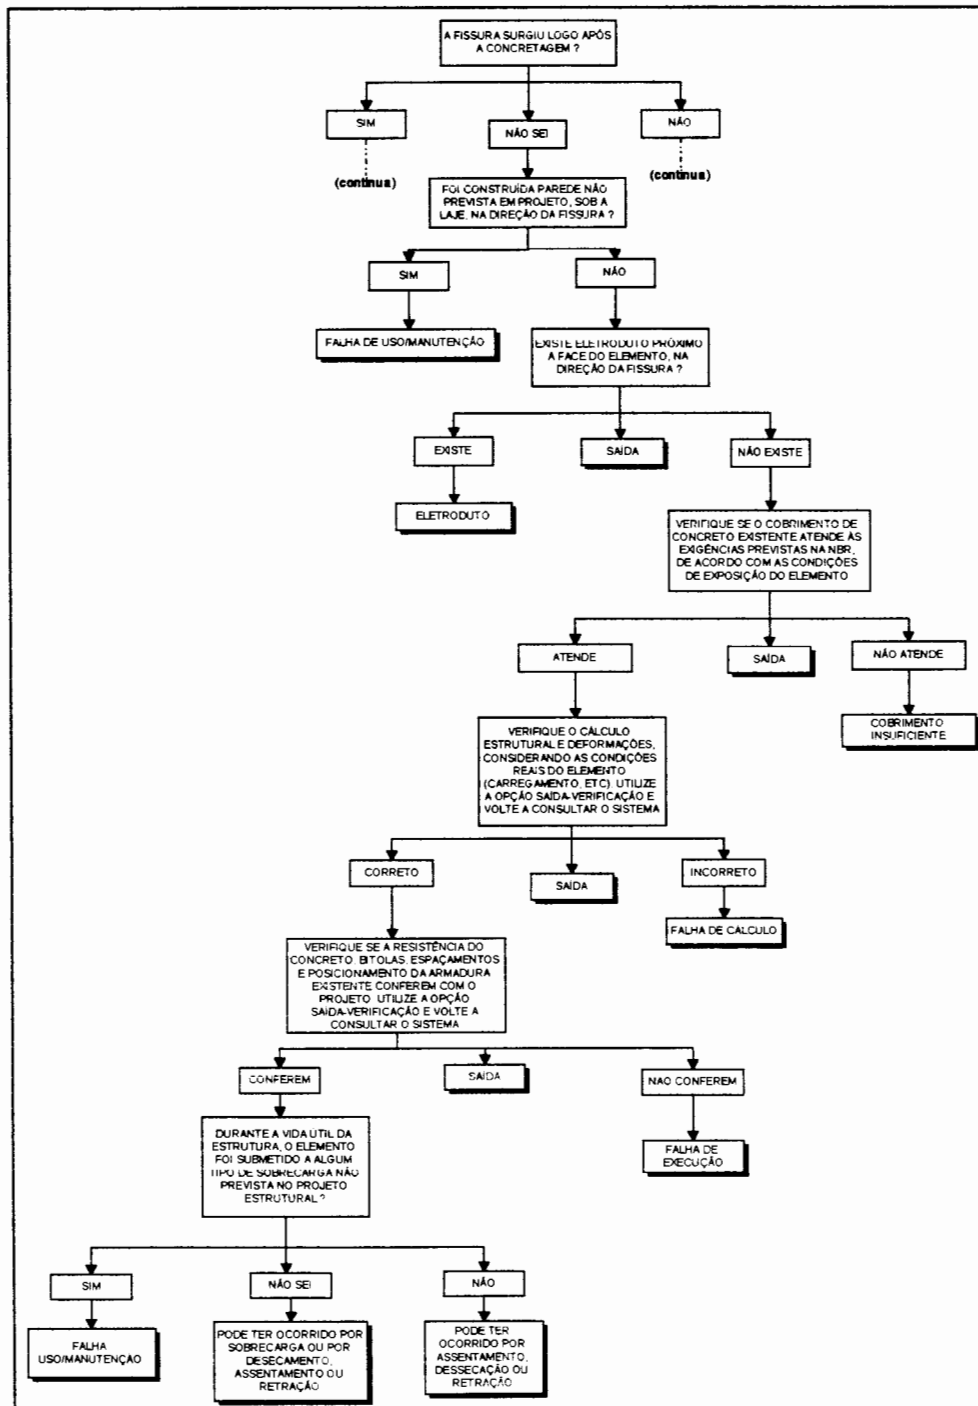 A FISSURA SURGIU LOGO APÓS
A CONCRETAGEM ?
SIM
NÃO SEI
NÃO
(continua)
(continua)
FOI CONSTRUÍDA PAREDE NÃO
PREVISTA EM PROJETO, SOB A
LAJE, NA DIREÇÃO DA FISSURA ?
SIM
NÃO
FALHA DE USO/MANUTENÇÃO
EXISTE ELETRODUTO PRÓXIMO
A FACE DO ELEMENTO, NA
DIREÇÃO DA FISSURA ?
EXISTE
SAÍDA
NÃO EXISTE
ELETRODUTO
VERIFIQUE SE O COBRIMENTO DE
CONCRETO EXISTENTE ATENDE ÀS
EXIGÊNCIAS PREVISTAS NA NBR,
DE ACORDO COM AS CONDIÇÕES
DE EXPOSIÇÃO DO ELEMENTO
ATENDE
SAÍDA
NÃO ATENDE
COBRIMENTO
INSUFICIENTE
VERIFIQUE O CÁLCULO
ESTRUTURAL E DEFORMAÇÕES,
CONSIDERANDO AS CONDIÇÕES
REAIS DO ELEMENTO
(CARREGAMENTO, ETC). UTILIZE
A OPÇÃO SAÍDA-VERIFICAÇÃO E
VOLTE A CONSULTAR O SISTEMA
CORRETO
SAÍDA
INCORRETO
FALHA DE CÁLCULO
VERIFIQUE SE A RESISTÊNCIA DO
CONCRETO, BITOLAS, ESPAÇAMENTOS
E POSICIONAMENTO DA ARMADURA
EXISTENTE CONFEREM COM O
PROJETO. UTILIZE A OPÇÃO
SAÍDA-VERIFICAÇÃO E VOLTE A
CONSULTAR O SISTEMA
CONFEREM
SAÍDA
NAO CONFEREM
FALHA DE
EXECUÇÃO
DURANTE A VIDA ÚTIL DA
ESTRUTURA, O ELEMENTO
FOI SUBMETIDO A ALGUM
TIPO DE SOBRECARGA NÃO
PREVISTA NO PROJETO
ESTRUTURAL ?
SIM
NÃO SEI
NÃO
FALHA
USO/MANUTENÇÃO
PODE TER OCORRIDO POR
SOBRECARGA OU POR
DESECAMENTO,
ASSENTAMENTO OU
RETRAÇÃO
PODE TER
OCORRIDO POR
ASSENTAMENTO,
DESSECAÇÃO OU
RETRAÇÃO